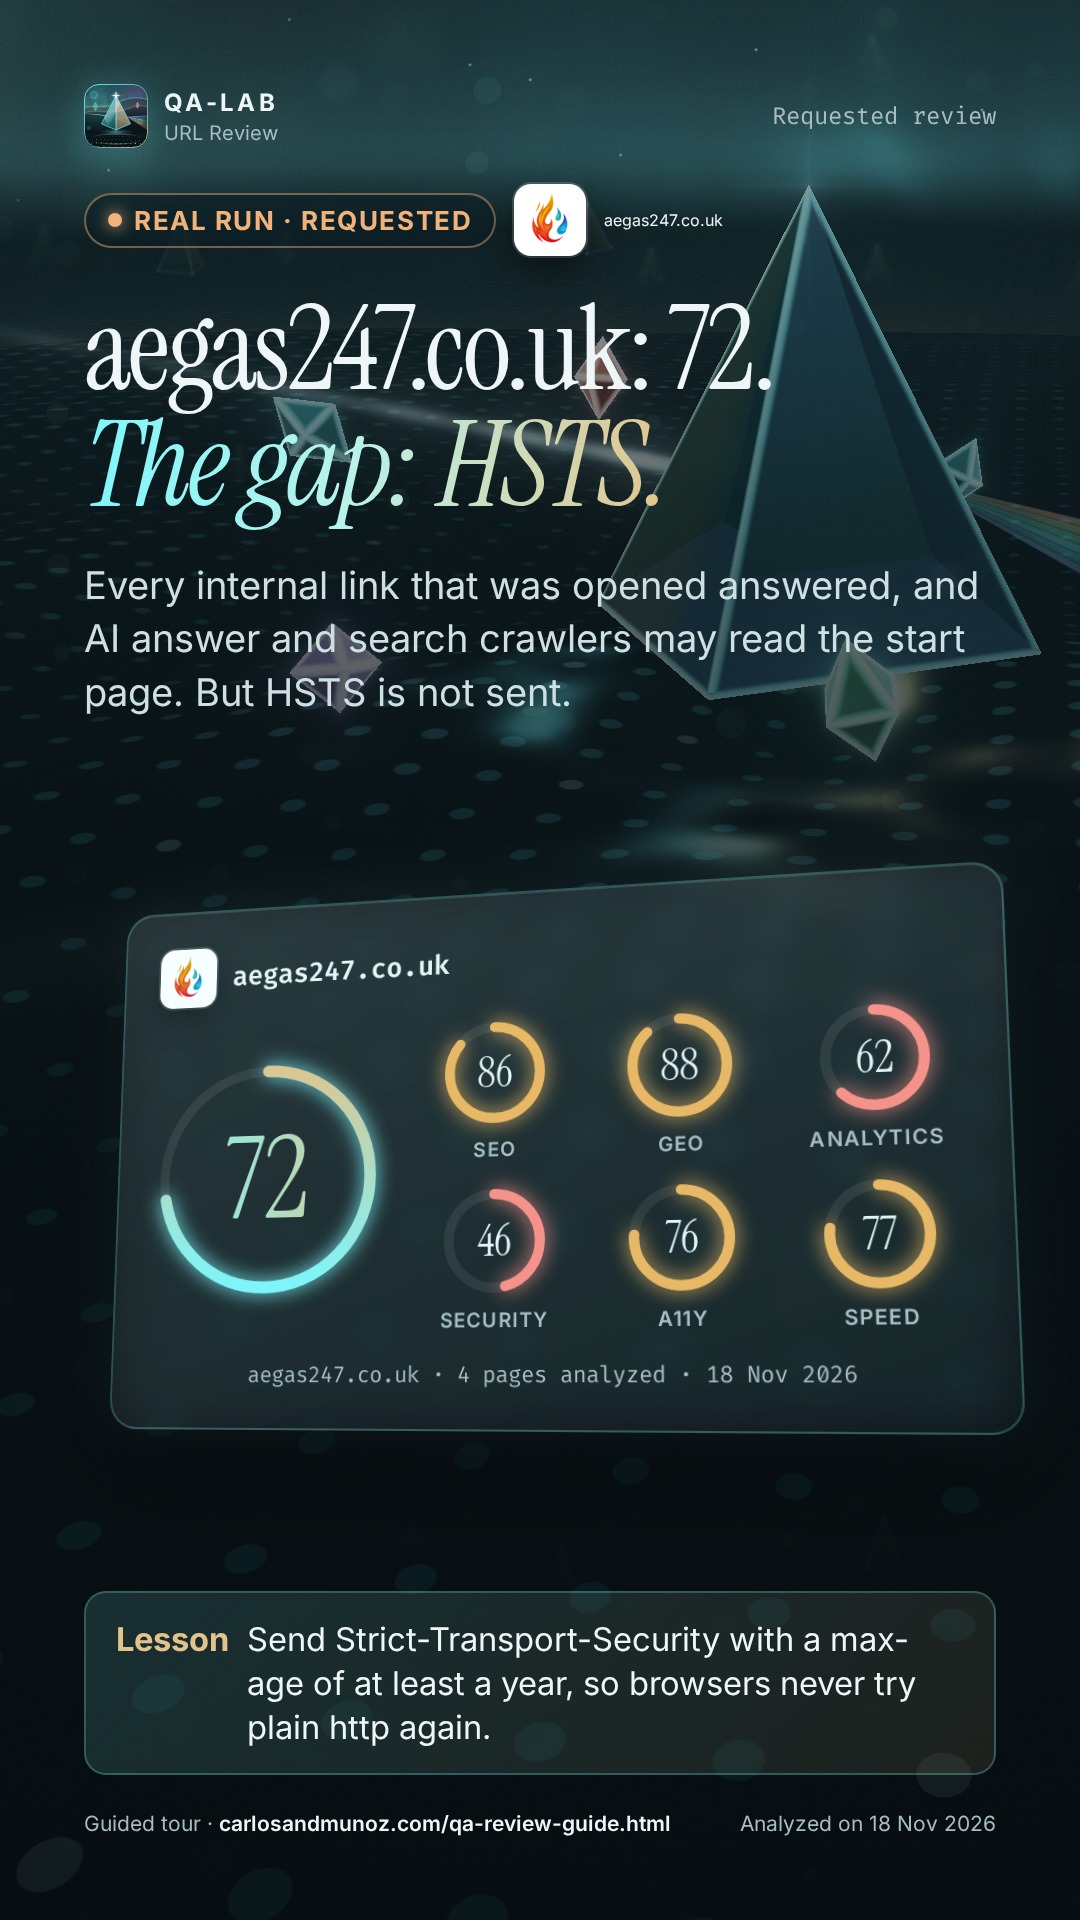 QA-LAB
URL Review
Requested review
REAL RUN · REQUESTED
aegas247.co.uk
aegas247.co.uk: 72.
The gap: HSTS.
Every internal link that was opened answered, and
AI answer and search crawlers may read the start
page. But HSTS is not sent.
aegas247.co.uk
72
86
SEO
88
GEO
62
ANALYTICS
46
SECURITY
76
A11Y
77
SPEED
aegas247.co.uk · 4 pages analyzed · 18 Nov 2026
Lesson Send Strict-Transport-Security with a max-
age of at least a year, so browsers never try
plain http again.
Guided tour · carlosandmunoz.com/qa-review-guide.html
Analyzed on 18 Nov 2026